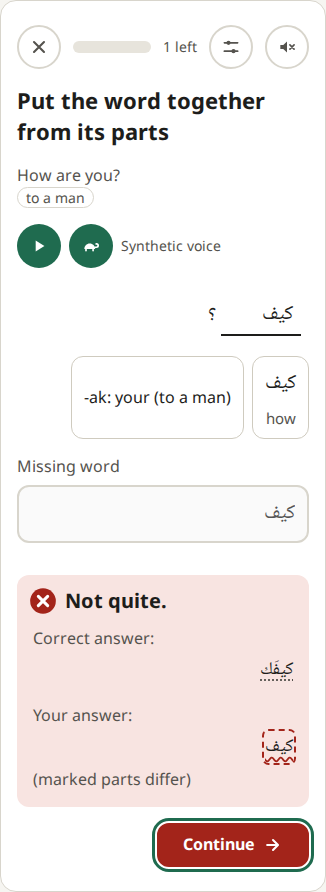 1 left
Put the word together
from its parts
How are you?
to a man
Synthetic voice
كيف ؟
كيف
how
-ak: your (to a man)
Missing word
كيف
Not quite.
Correct answer:
كيفَك
Your answer:
كيف
(marked parts differ)
Continue